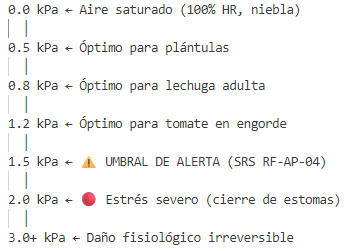 0.0 kPa ← Aire saturado (100% HR, niebla)
│
0.5 kPa ← Óptimo para plántulas
│
0.8 kPa ← Óptimo para lechuga adulta
│
1.2 kPa ← Óptimo para tomate en engorde
│
1.5 kPa ← ⚠️ UMBRAL DE ALERTA (SRS RF-AP-04)
│
2.0 kPa ← 🔴 Estrés severo (cierre de estomas)
│
3.0+ kPa ← Daño fisiológico irreversible